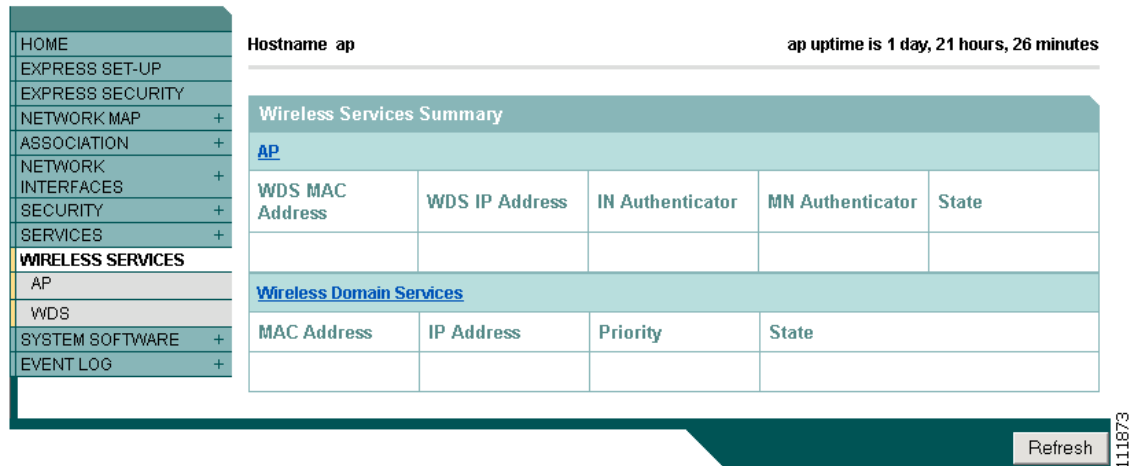 HOME
EXPRESS SET-UP
EXPRESS SECURITY
NETWORK MAP +
ASSOCIATION +
NETWORK
INTERFACES +
SECURITY +
SERVICES +
WIRELESS SERVICES
AP
WDS
SYSTEM SOFTWARE +
EVENT LOG +
Hostname ap
ap uptime is 1 day, 21 hours, 26 minutes
Wireless Services Summary
AP
WDS MAC
Address
WDS IP Address
IN Authenticator
MN Authenticator
State
Wireless Domain Services
MAC Address
IP Address
Priority
State
Refresh
111873